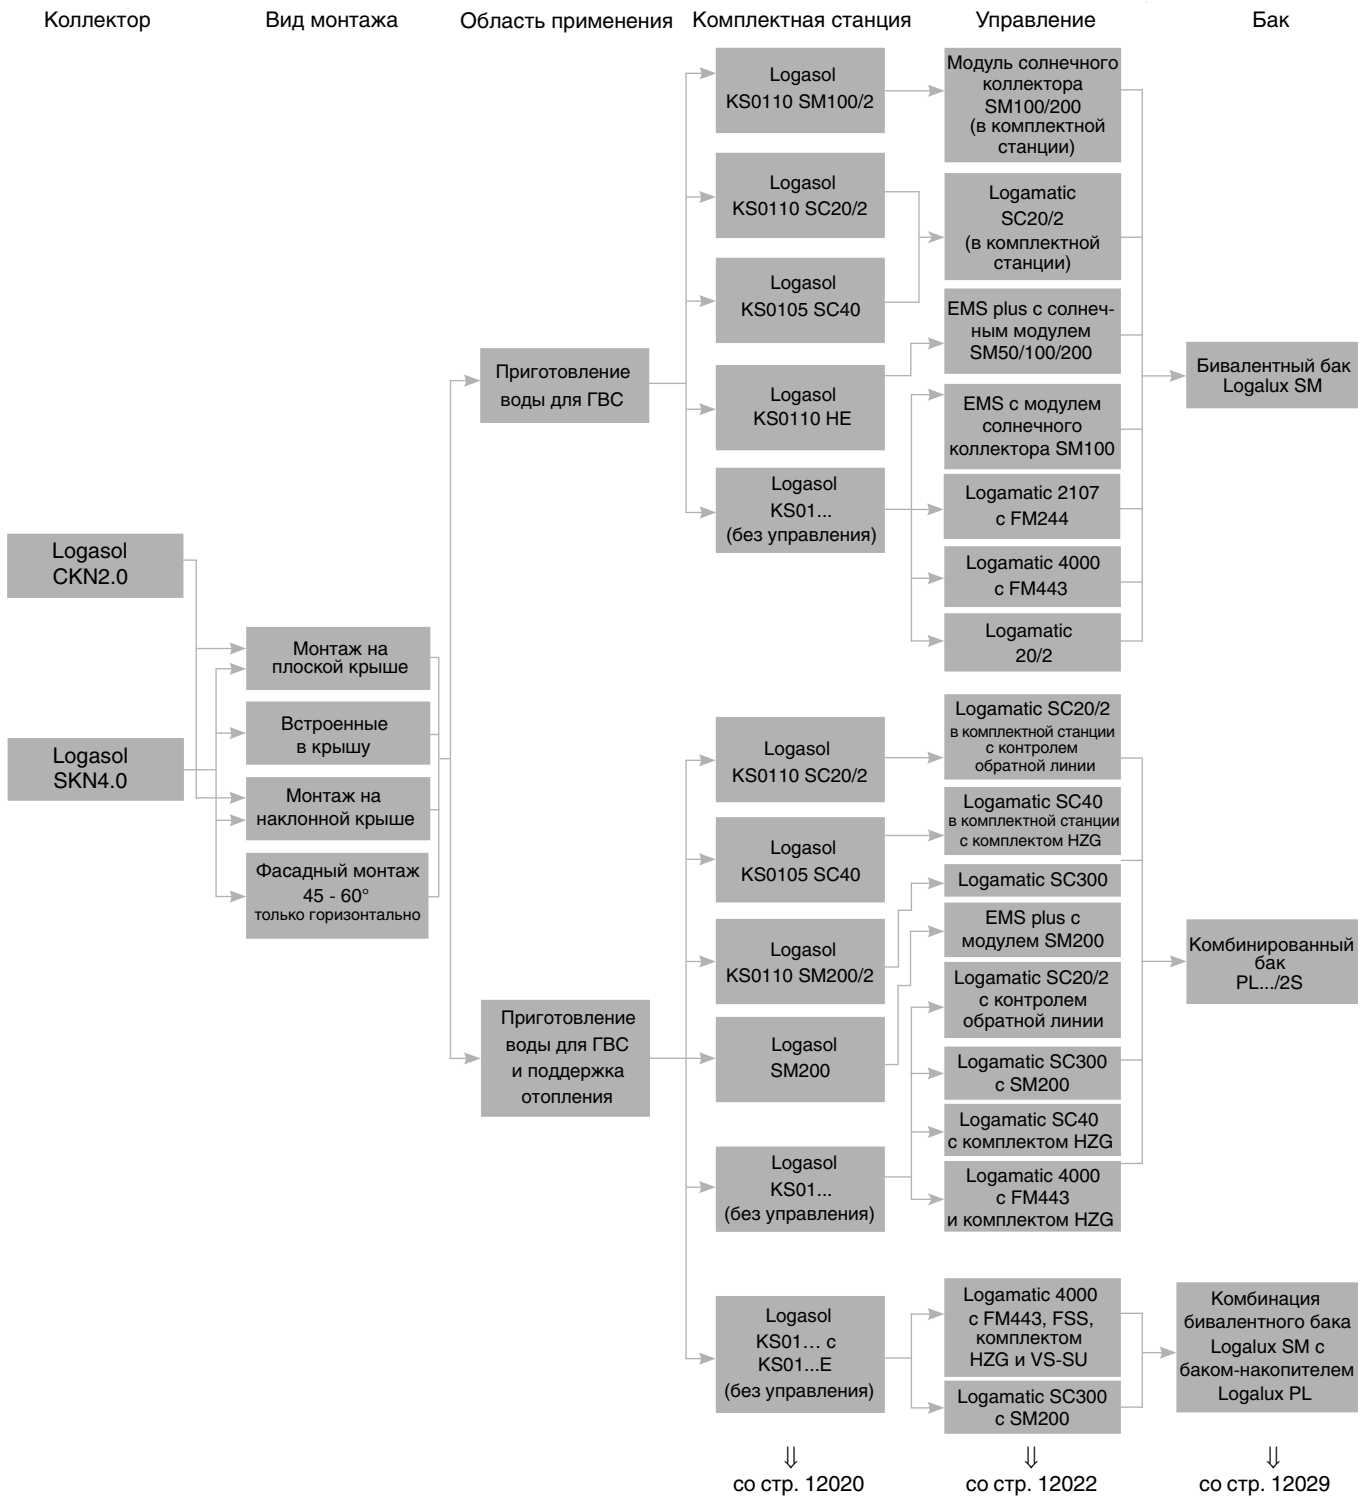 Коллектор
Вид монтажа
Область применения
Комплектная станция
Управление
Бак
Logasol
CKN2.0
Logasol
SKN4.0
Монтаж на
плоской крыше
Встроенные
в крышу
Монтаж на
наклонной крыше
Фасадный монтаж
45 - 60°
только горизонтально
Приготовление
воды для ГВС
Приготовление
воды для ГВС
и поддержка
отопления
Logasol
KS0110 SM100/2
Logasol
KS0110 SC20/2
Logasol
KS0105 SC40
Logasol
KS0110 HE
Logasol
KS01...
(без управления)
Logasol
KS0110 SC20/2
Logasol
KS0105 SC40
Logasol
KS0110 SM200/2
Logasol
SM200
Logasol
KS01...
(без управления)
Logasol
KS01... с
KS01...E
(без управления)
Модуль солнечного
коллектора
SM100/200
(в комплектной
станции)
Logamatic
SC20/2
(в комплектной
станции)
EMS plus с солнеч-
ным модулем
SM50/100/200
EMS с модулем
солнечного
коллектора SM100
Logamatic 2107
с FM244
Logamatic 4000
с FM443
Logamatic
20/2
Logamatic SC20/2
в комплектной станции
с контролем
обратной линии
Logamatic SC40
в комплектной станции
с комплектом HZG
Logamatic SC300
EMS plus с
модулем SM200
Logamatic SC20/2
с контролем
обратной линии
Logamatic SC300
с SM200
Logamatic SC40
с комплектом HZG
Logamatic 4000
с FM443
и комплектом HZG
Logamatic 4000
с FM443, FSS,
комплектом
HZG и VS-SU
Logamatic SC300
с SM200
Бивалентный бак
Logalux SM
Комбинированный
бак
PL.../2S
Комбинация
бивалентного бака
Logalux SM с
баком-накопителем
Logalux PL
⇓
⇓
⇓
со стр. 12020
со стр. 12022
со стр. 12029